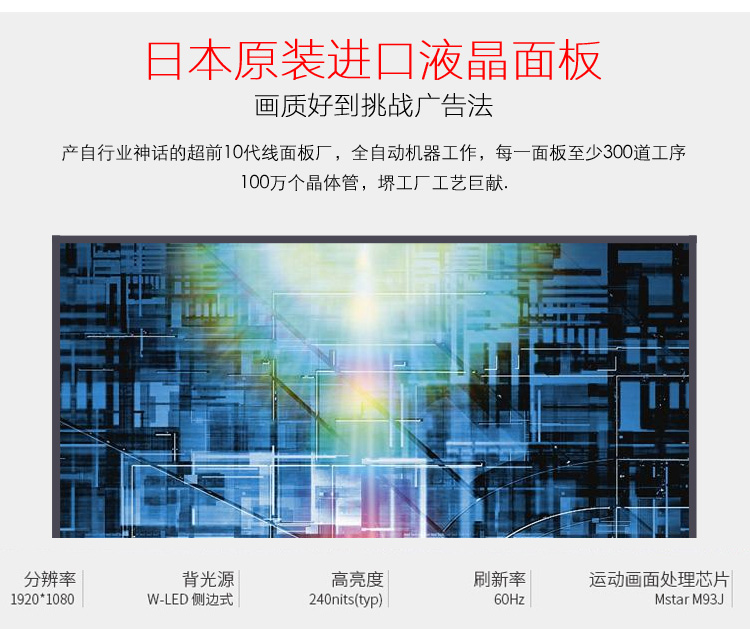 日本原装进口液晶面板
画质好到挑战广告法
产自行业神话的超前10代线面板厂，全自动机器工作，每一面板至少300道工序
100万个晶体管，堺工厂工艺巨献.
分辨率 背光源 高亮度 刷新率 运动画面处理芯片
1920*1080 W-LED 侧边式 240nits(typ) 60Hz Mstar M93J